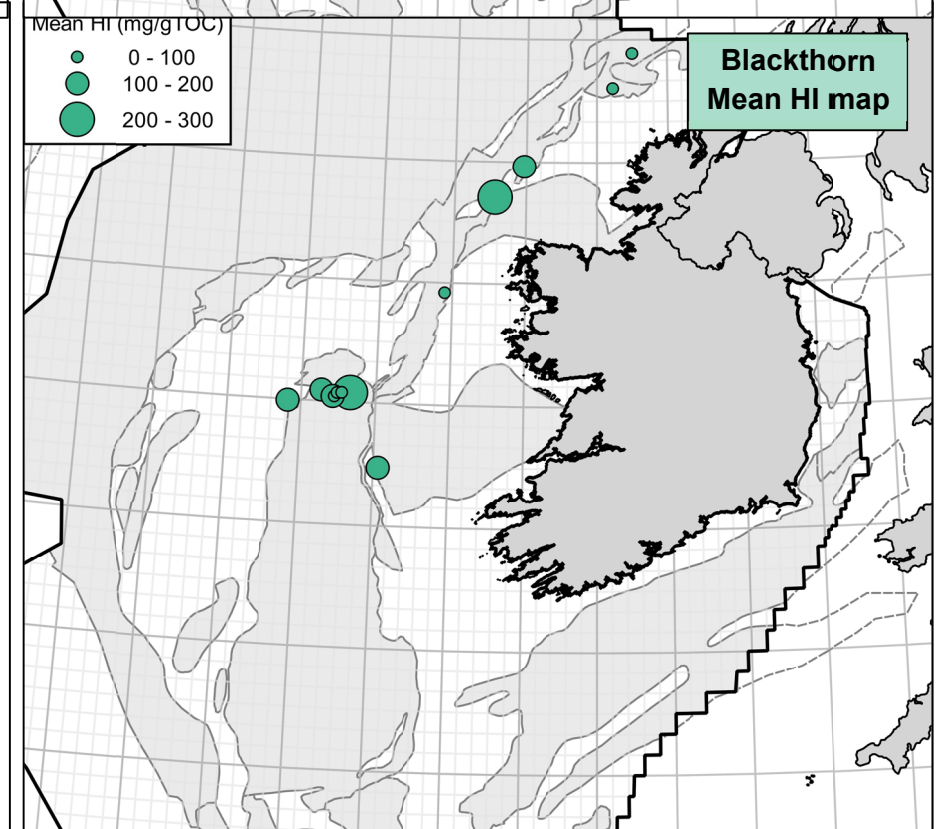 Mean HI (mg/gTOC)
0 - 100
100 - 200
200 - 300
Blackthorn
Mean HI map